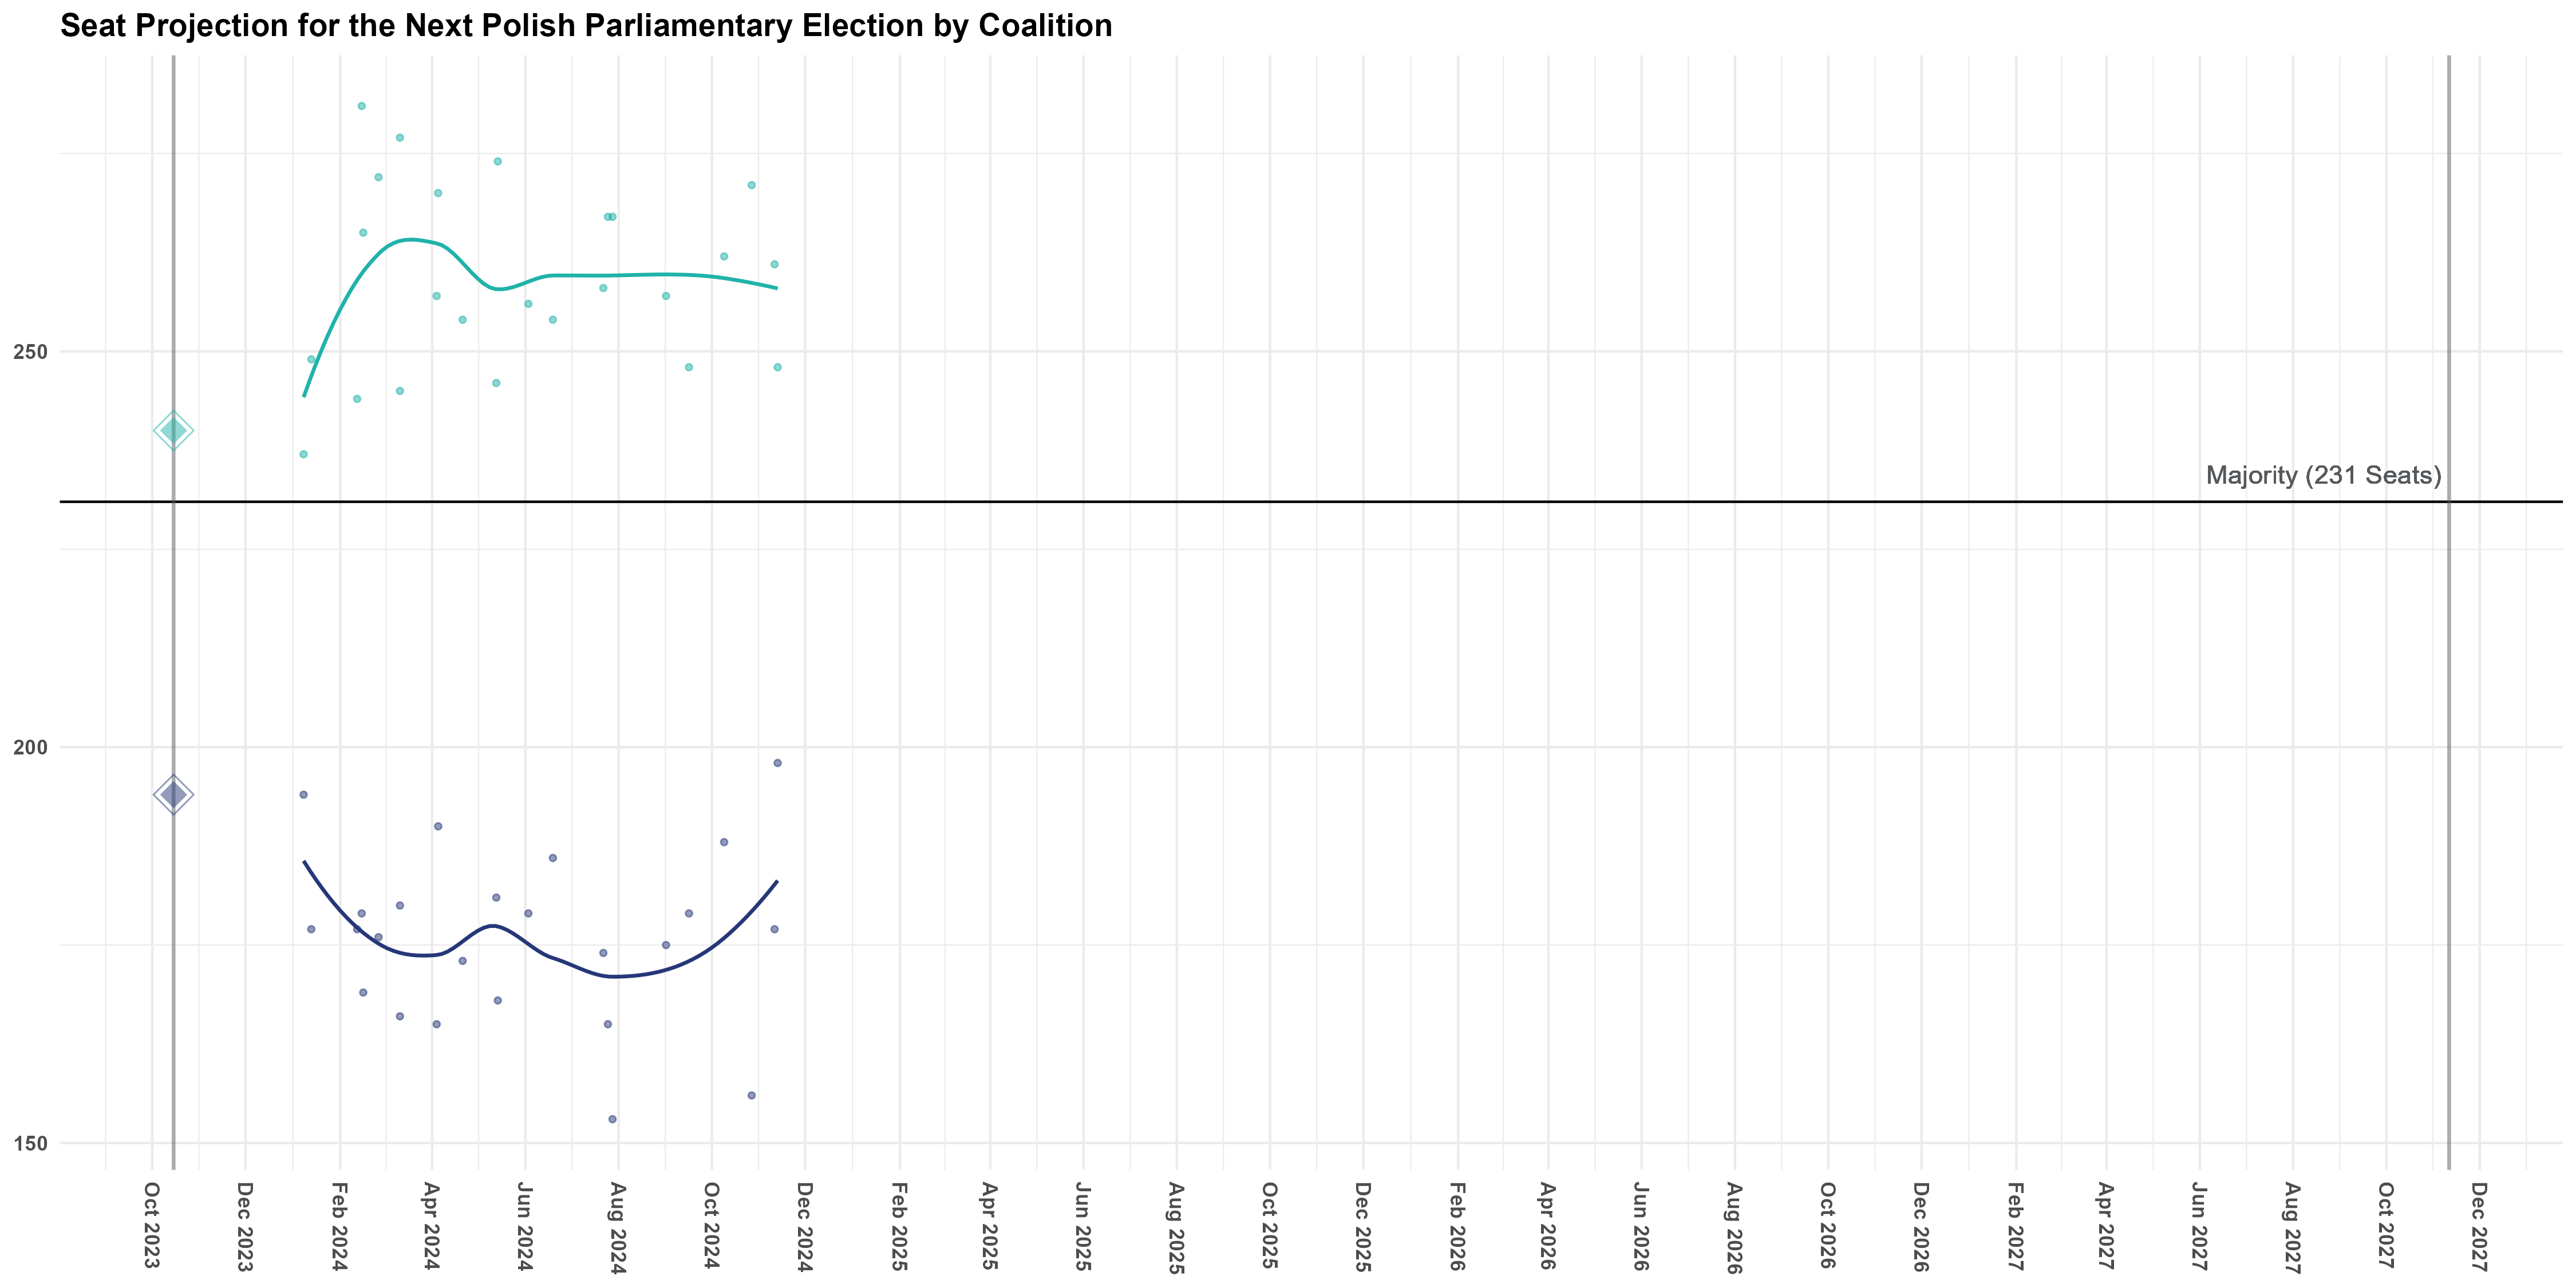 Seat Projection for the Next Polish Parliamentary Election by Coalition
250
Majority (231 Seats)
200
150
Oct 2023
Dec 2023
Feb 2024
Apr 2024
Jun 2024
Aug 2024
Oct 2024
Dec 2024
Feb 2025
Apr 2025
Jun 2025
Aug 2025
Oct 2025
Dec 2025
Feb 2026
Apr 2026
Jun 2026
Aug 2026
Oct 2026
Dec 2026
Feb 2027
Apr 2027
Jun 2027
Aug 2027
Oct 2027
Dec 2027